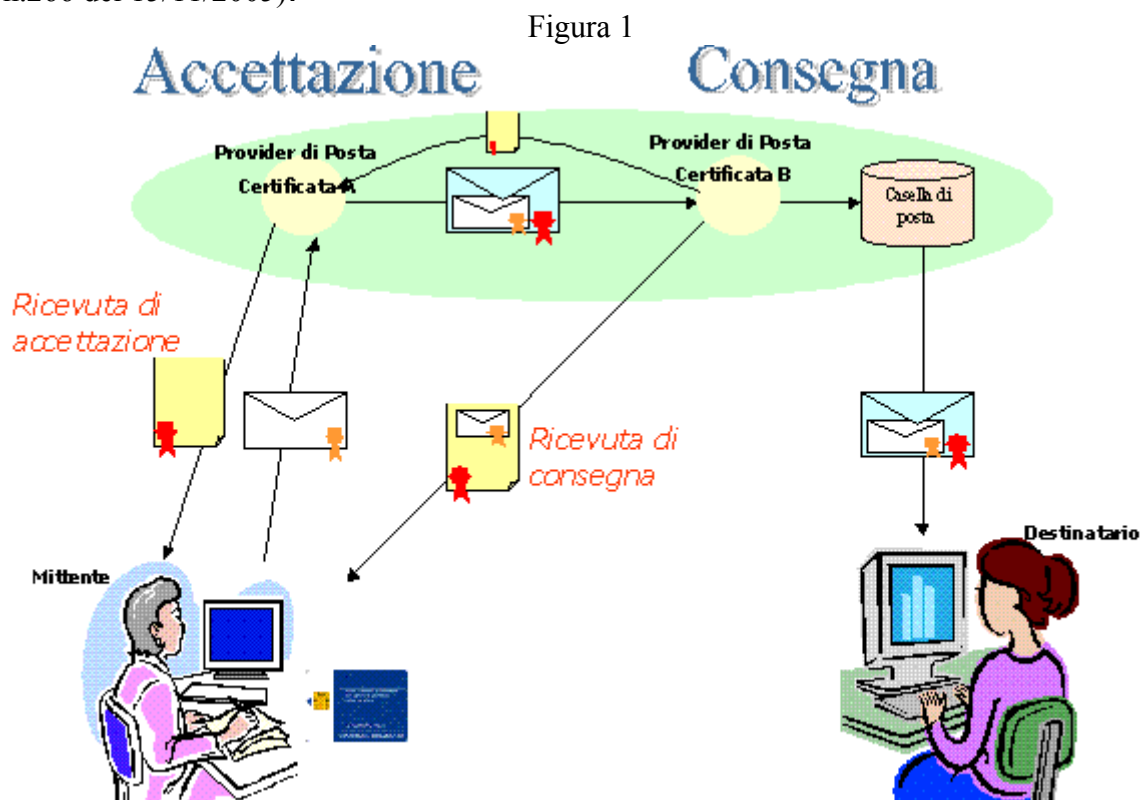 Figura 1
Accettazione
Consegna
Provider di Posta
Certificata A
Provider di Posta
Certificata B
Casella di
posta
Ricevuta di
accettazione
Ricevuta di
consegna
Mittente
Destinatario